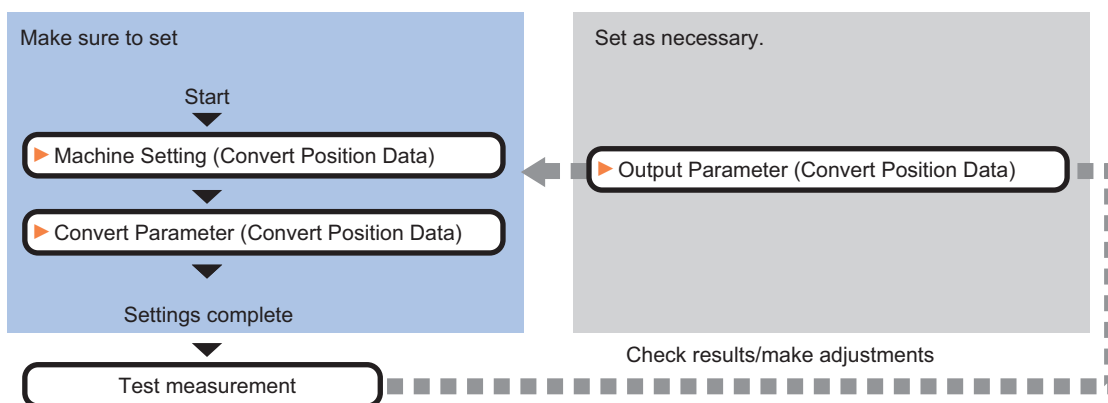 Make sure to set
Start
Machine Setting (Convert Position Data)
Convert Parameter (Convert Position Data)
Settings complete
Test measurement
Set as necessary.
Output Parameter (Convert Position Data)
Check results/make adjustments